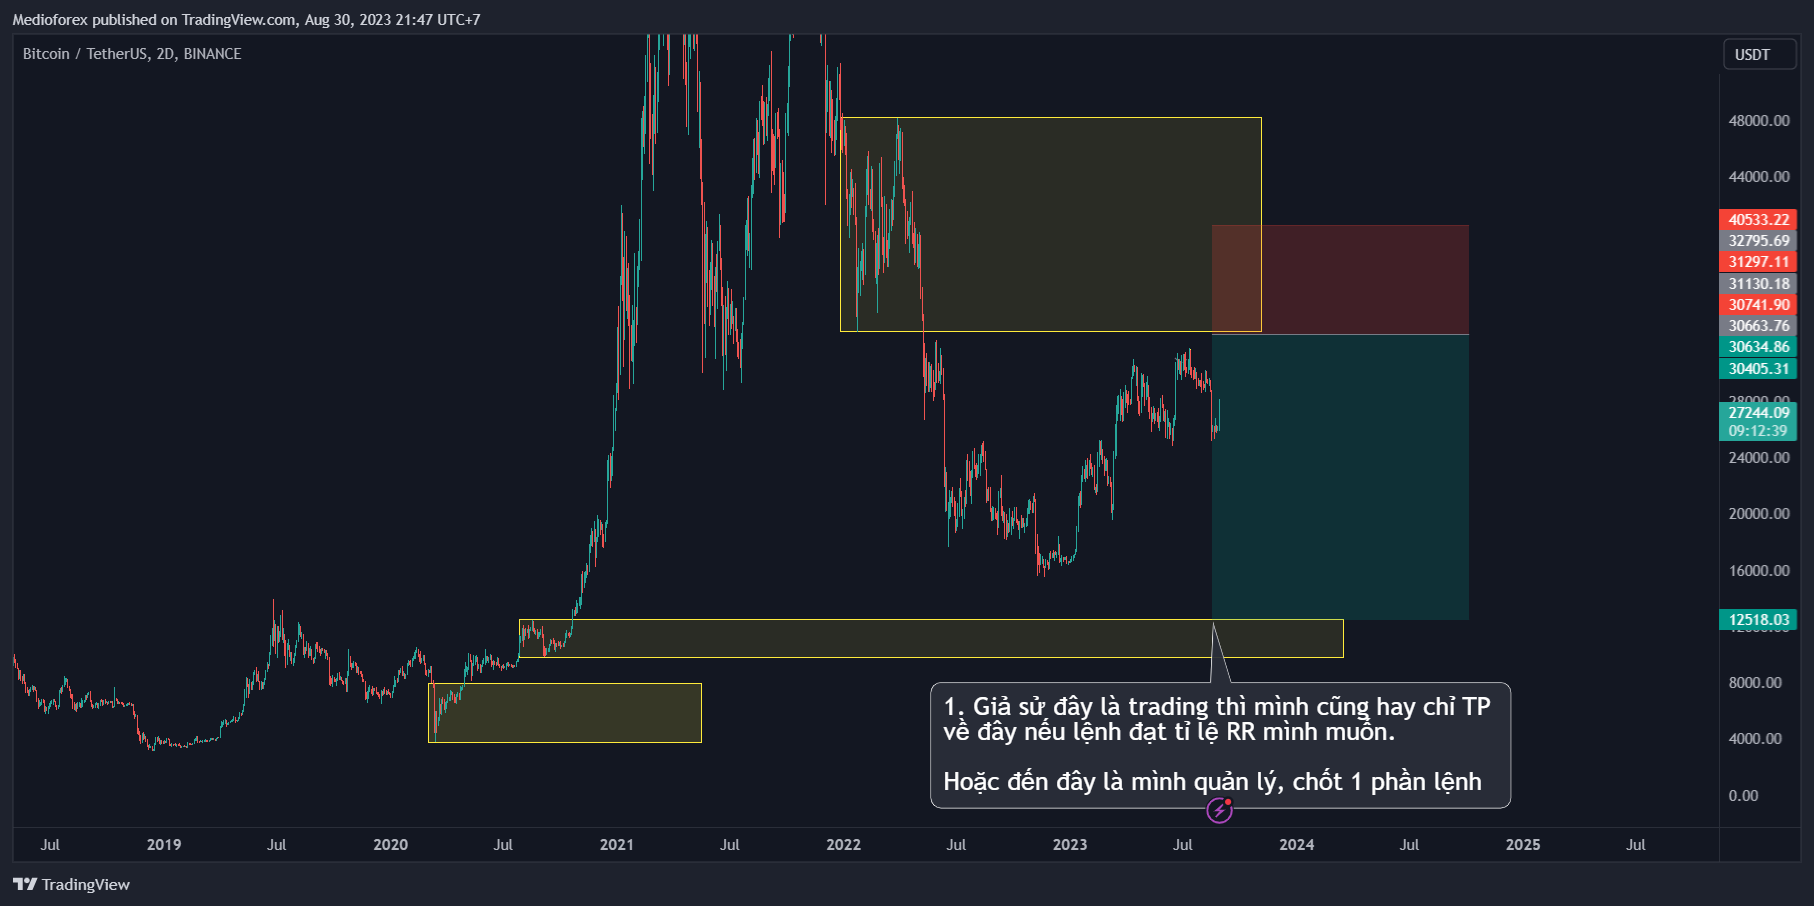 Medioforex published on TradingView.com, Aug 30, 2023 21:47 UTC+7
Bitcoin / TetherUS, 2D, BINANCE
USDT
48000.00
44000.00
40533.22
32795.69
31297.11
31130.18
30741.90
30663.76
30634.86
30405.31
28000.00
27244.09
09:12:39
24000.00
20000.00
16000.00
12518.03
8000.00
4000.00
0.00
1. Giả sử đây là trading thì mình cũng hay chỉ TP
về đây nếu lệnh đạt tỉ lệ RR mình muốn.
Hoặc đến đây là mình quản lý, chốt 1 phần lệnh
Jul 2019 Jul 2020 Jul 2021 Jul 2022 Jul 2023 Jul 2024 Jul 2025 Jul
TradingView